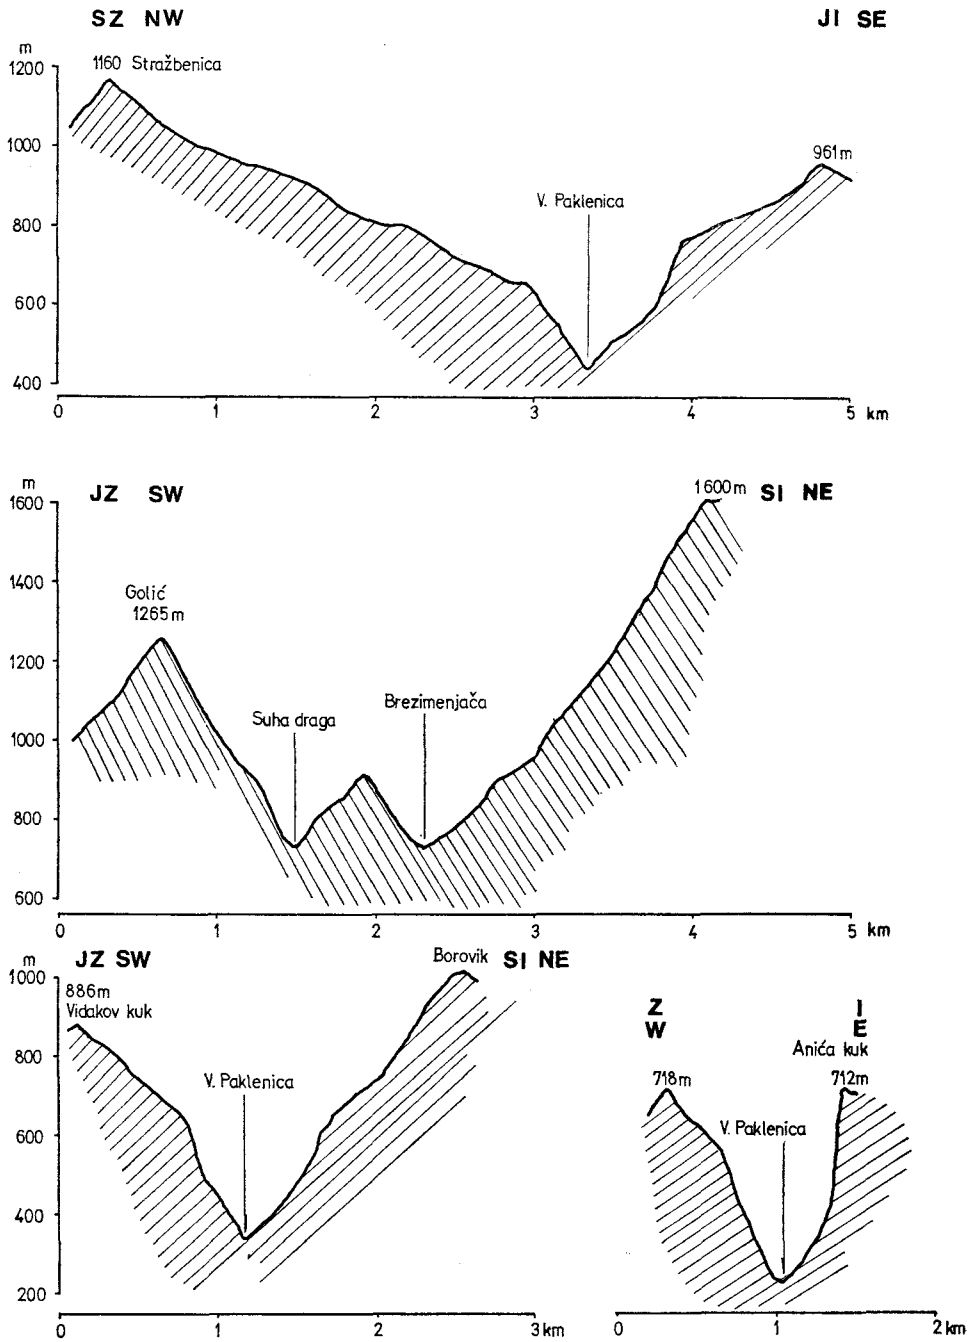 SZ NW JI SE
m
1200
1160 Stražbenica
1000
961m
V. Paklenica
800
600
400
0 1 2 3 4 5 km
m
JZ SW 1600m SI NE
1600
1400
Golić
1265m
1200
Suha draga
Brezimenjača
1000
800
600
0 1 2 3 4 5 km
m
JZ SW Borovik SI NE
1000
886m
Vidakov kuk
800
V. Paklenica
600
400
200
0 1 2 3 km
Z I
W E
Anića kuk
718m 712m
V. Paklenica
0 1 2 km